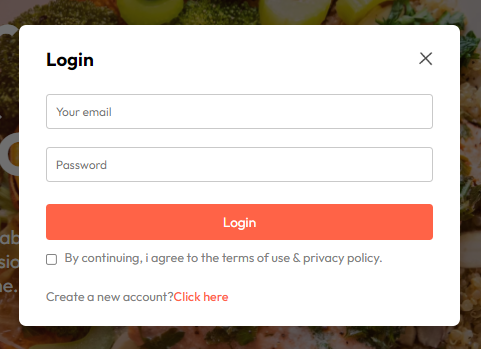 Login
Your email
Password
Login
By continuing, i agree to the terms of use & privacy policy.
Create a new account?Click here